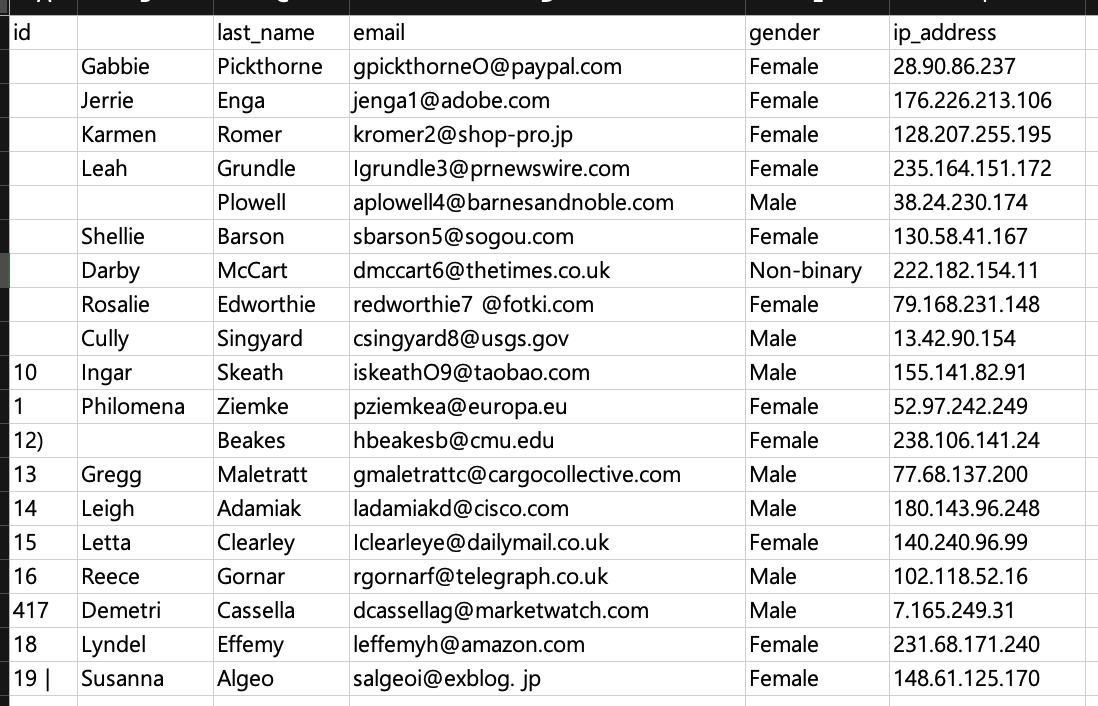 id last_name email gender ip_address
Gabbie Pickthorne gpickthorneO@paypal.com Female 28.90.86.237
Jerrie Enga jenga1@adobe.com Female 176.226.213.106
Karmen Romer kromer2@shop-pro.jp Female 128.207.255.195
Leah Grundle Igrundle3@prnewswire.com Female 235.164.151.172
Plowell aplowell4@barnesandnoble.com Male 38.24.230.174
Shellie Barson sbarson5@sogou.com Female 130.58.41.167
Darby McCart dmccart6@thetimes.co.uk Non-binary 222.182.154.11
Rosalie Edworthie redworthie7 @fotki.com Female 79.168.231.148
Cully Singyard csingyard8@usgs.gov Male 13.42.90.154
10 Ingar Skeath iskeathO9@taobao.com Male 155.141.82.91
1 Philomena Ziemke pziemkea@europa.eu Female 52.97.242.249
12) Beakes hbeakesb@cmu.edu Female 238.106.141.24
13 Gregg Maletratt gmaletrattc@cargocollective.com Male 77.68.137.200
14 Leigh Adamiak ladamiakd@cisco.com Male 180.143.96.248
15 Letta Clearley Iclearleye@dailymail.co.uk Female 140.240.96.99
16 Reece Gornar rgornarf@telegraph.co.uk Male 102.118.52.16
417 Demetri Cassella dcassellag@marketwatch.com Male 7.165.249.31
18 Lyndel Effemy leffemyh@amazon.com Female 231.68.171.240
19 | Susanna Algeo salgeoi@exblog. jp Female 148.61.125.170